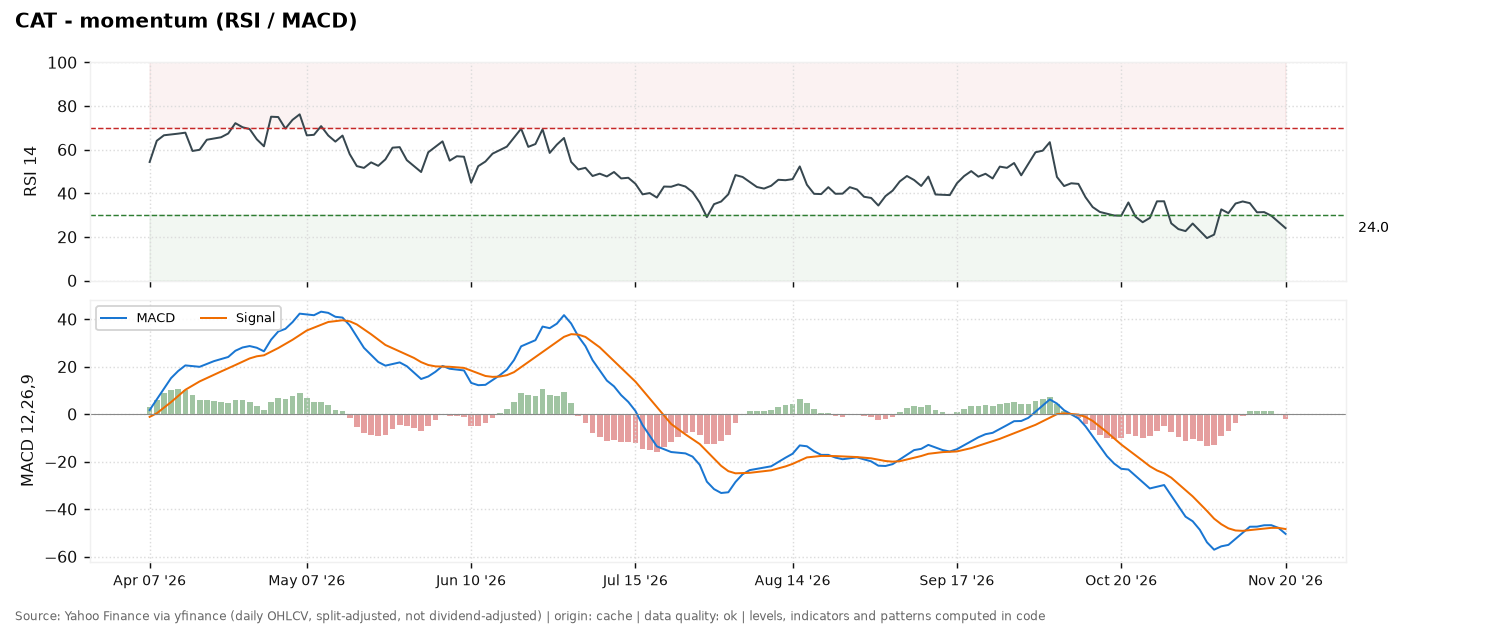 CAT - momentum (RSI / MACD)
100
80
60
40
20
0
RSI 14
24.0
MACD
Signal
40
20
0
−20
−40
−60
MACD 12,26,9
Apr 07 '26
May 07 '26
Jun 10 '26
Jul 15 '26
Aug 14 '26
Sep 17 '26
Oct 20 '26
Nov 20 '26
Source: Yahoo Finance via yfinance (daily OHLCV, split-adjusted, not dividend-adjusted) | origin: cache | data quality: ok | levels, indicators and patterns computed in code